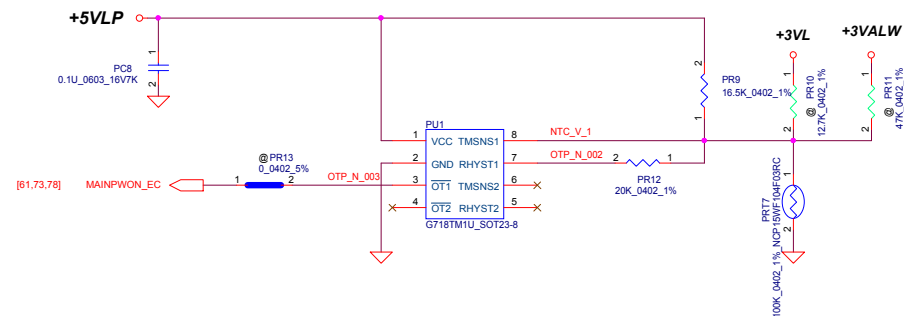 +5VLP
+3VL
+3VALW
1
PC8
0.1U_0603_16V7K
2
2
PR9
16.5K_0402_1%
1
1
@ PR10
12.7K_0402_1%
2
1
@ PR11
47K_0402_1%
2
PU1
1 VCC TMSNS1 8 NTC_V_1
2 GND RHYST1 7 OTP_N_002
3 OT1 TMSNS2 6
4 OT2 RHYST2 5
G718TM1U_SOT23-8
2 1
PR12
20K_0402_1%
@ PR13
0_0402_5%
[61,73,78] MAINPWON_EC 1 2 OTP_N_003
1
PRT7
2
100K_0402_1%_NCP15WF104F03RC